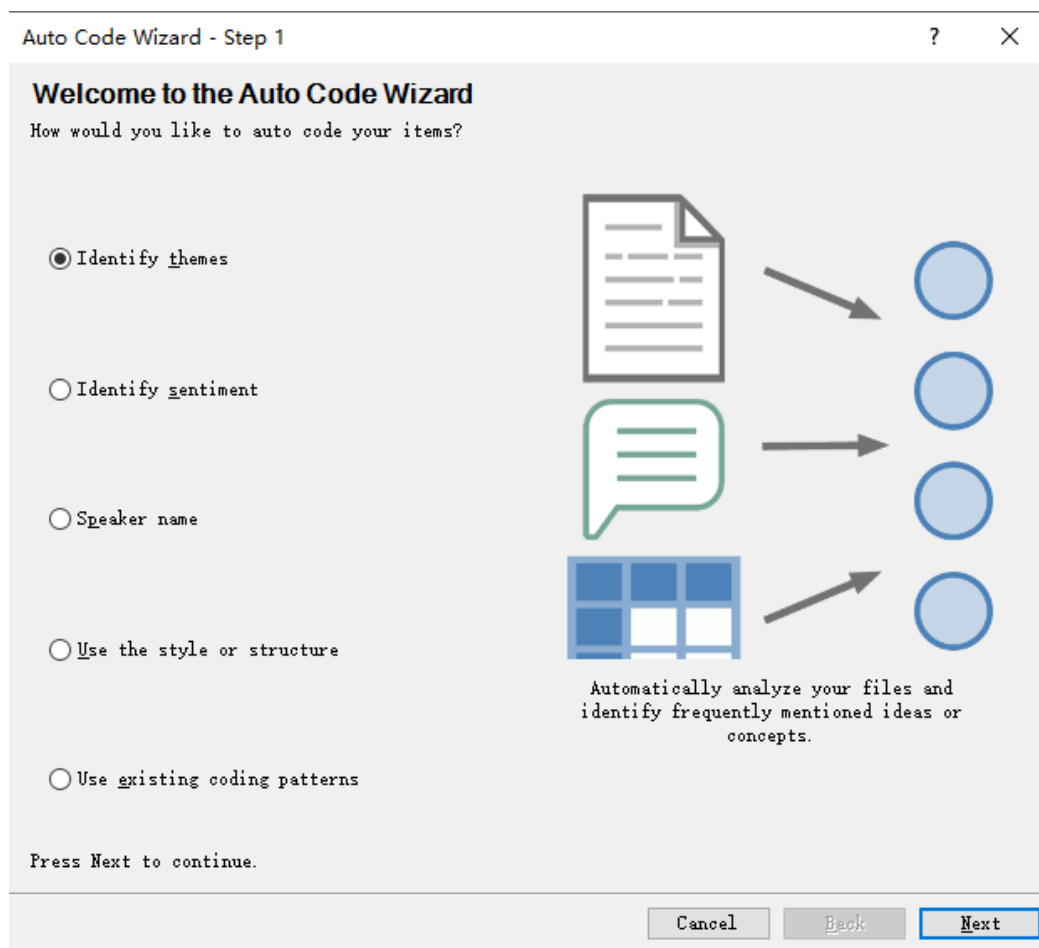 Auto Code Wizard - Step 1
?
Welcome to the Auto Code Wizard
How would you like to auto code your items?
Identify themes
Identify sentiment
Speaker name
Use the style or structure
Use existing coding patterns
Automatically analyze your files and
identify frequently mentioned ideas or
concepts.
Press Next to continue.
Cancel
Back
Next